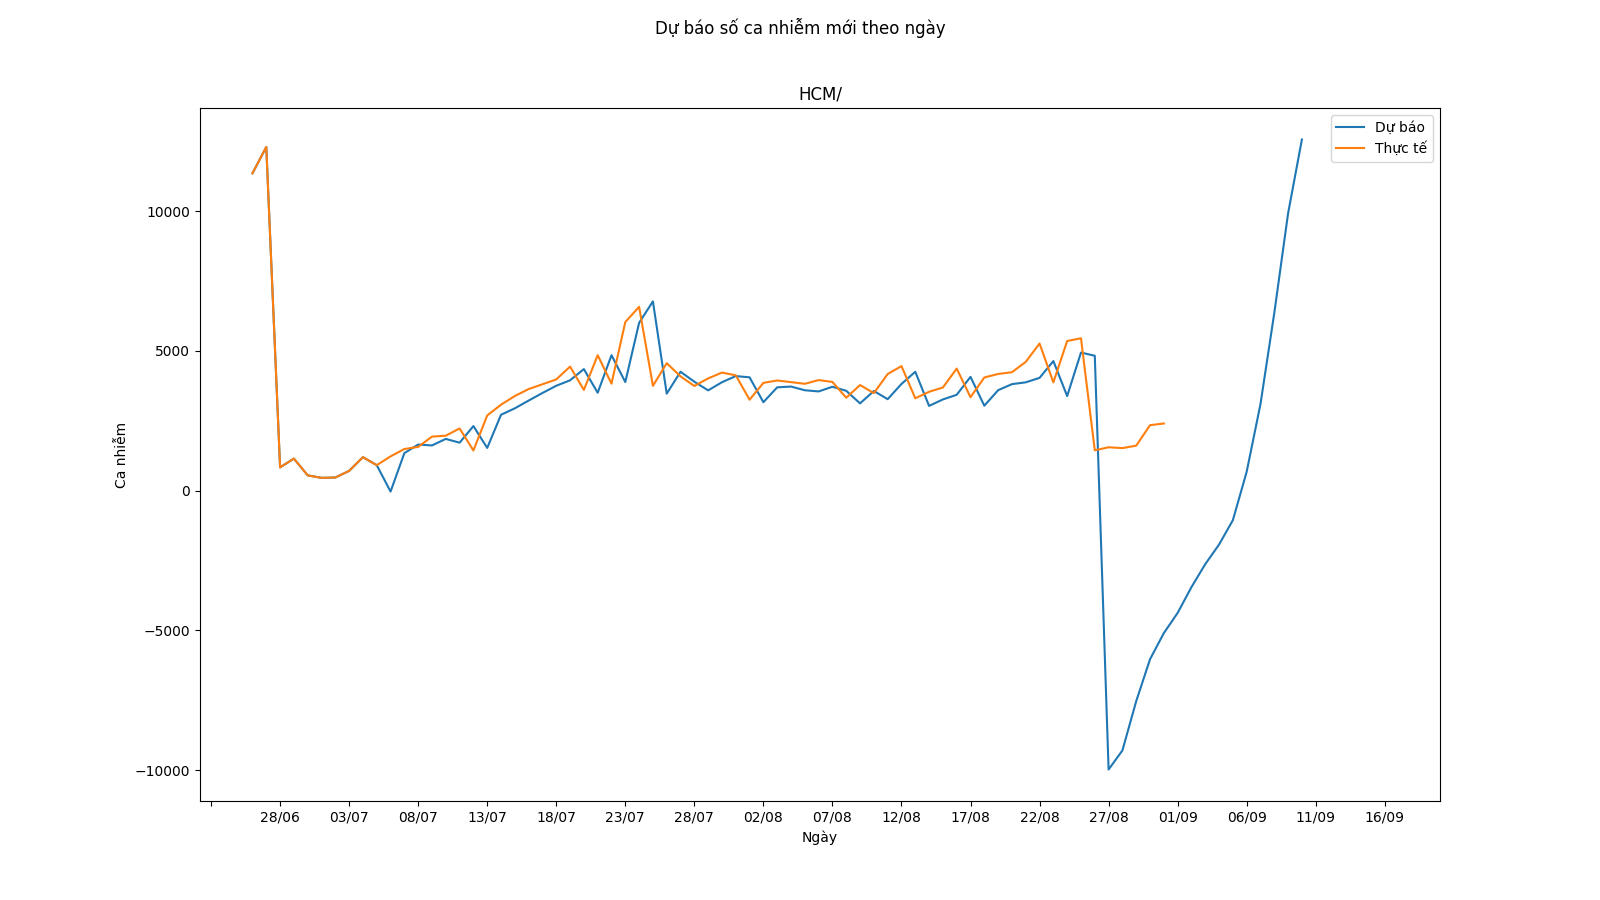 Dự báo số ca nhiễm mới theo ngày
HCM/
Dự báo
Thực tế
10000
5000
0
−5000
−10000
Ca nhiễm
28/06 03/07 08/07 13/07 18/07 23/07 28/07 02/08 07/08 12/08 17/08 22/08 27/08 01/09 06/09 11/09 16/09
Ngày